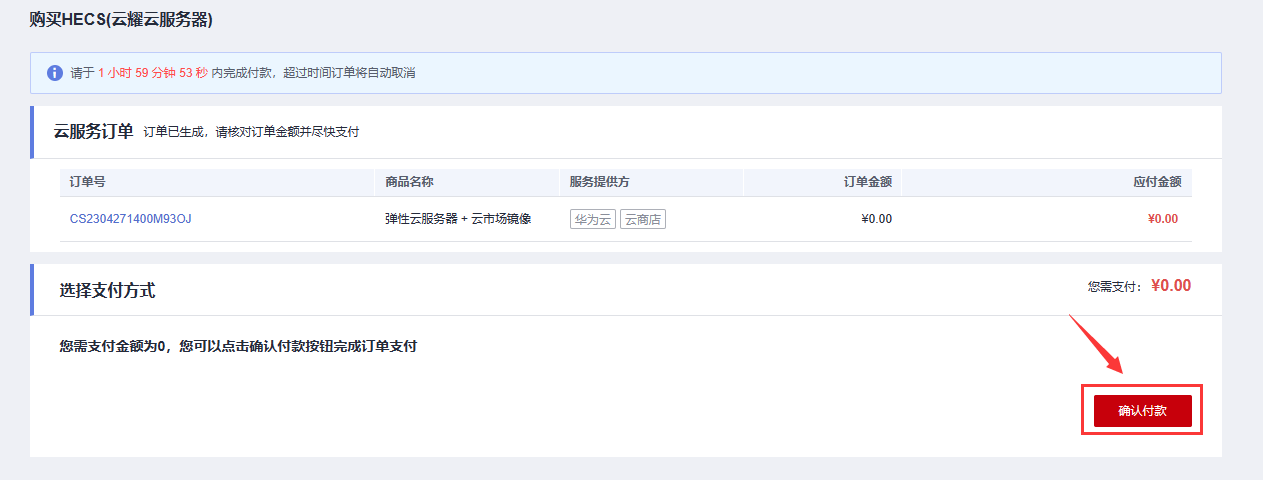 购买HECS(云耀云服务器)
请于 1 小时 59 分钟 53 秒 内完成付款，超过时间订单将自动取消
云服务订单 订单已生成，请核对订单金额并尽快支付
订单号 商品名称 服务提供方 订单金额 应付金额
CS2304271400M93OJ 弹性云服务器 + 云市场镜像 华为云 云商店 ¥0.00 ¥0.00
选择支付方式 您需支付： ¥0.00
您需支付金额为0，您可以点击确认付款按钮完成订单支付
确认付款